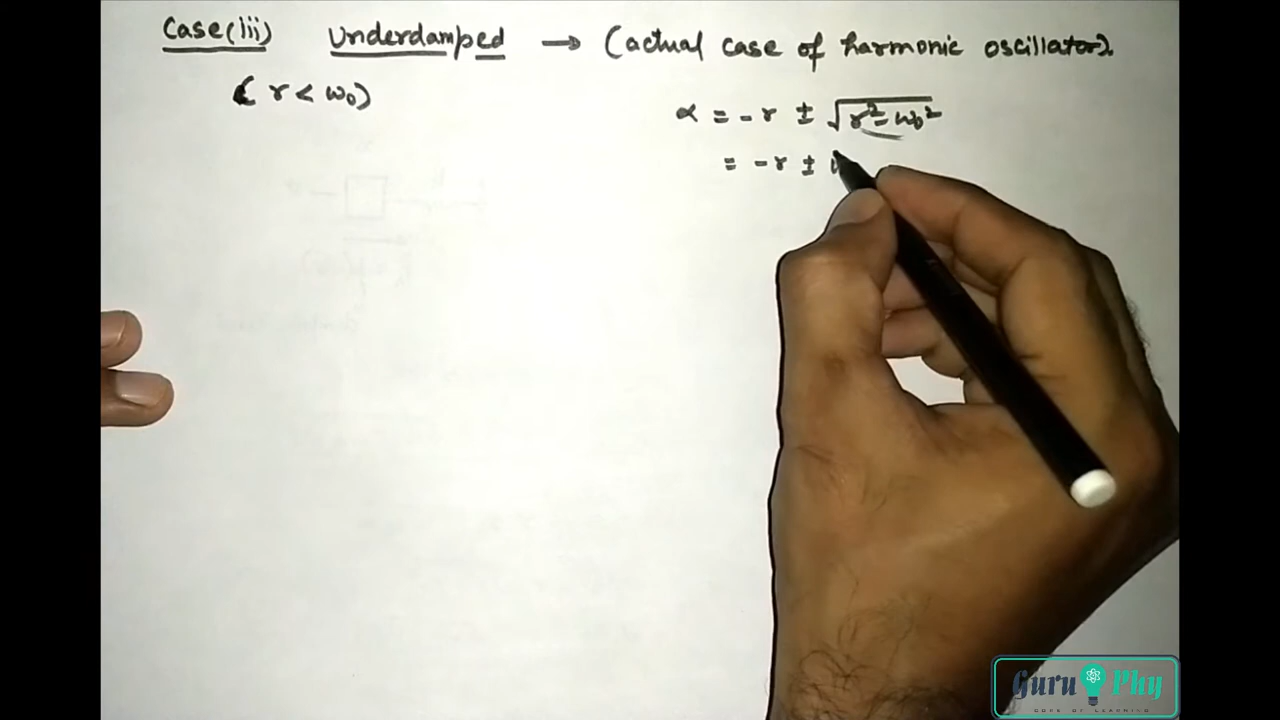 Case(iii) Underdamped → (actual case of harmonic oscillator).
( r < ω₀)
α = - r ± √r² - ω₀²
= - r ±
Guru Phy